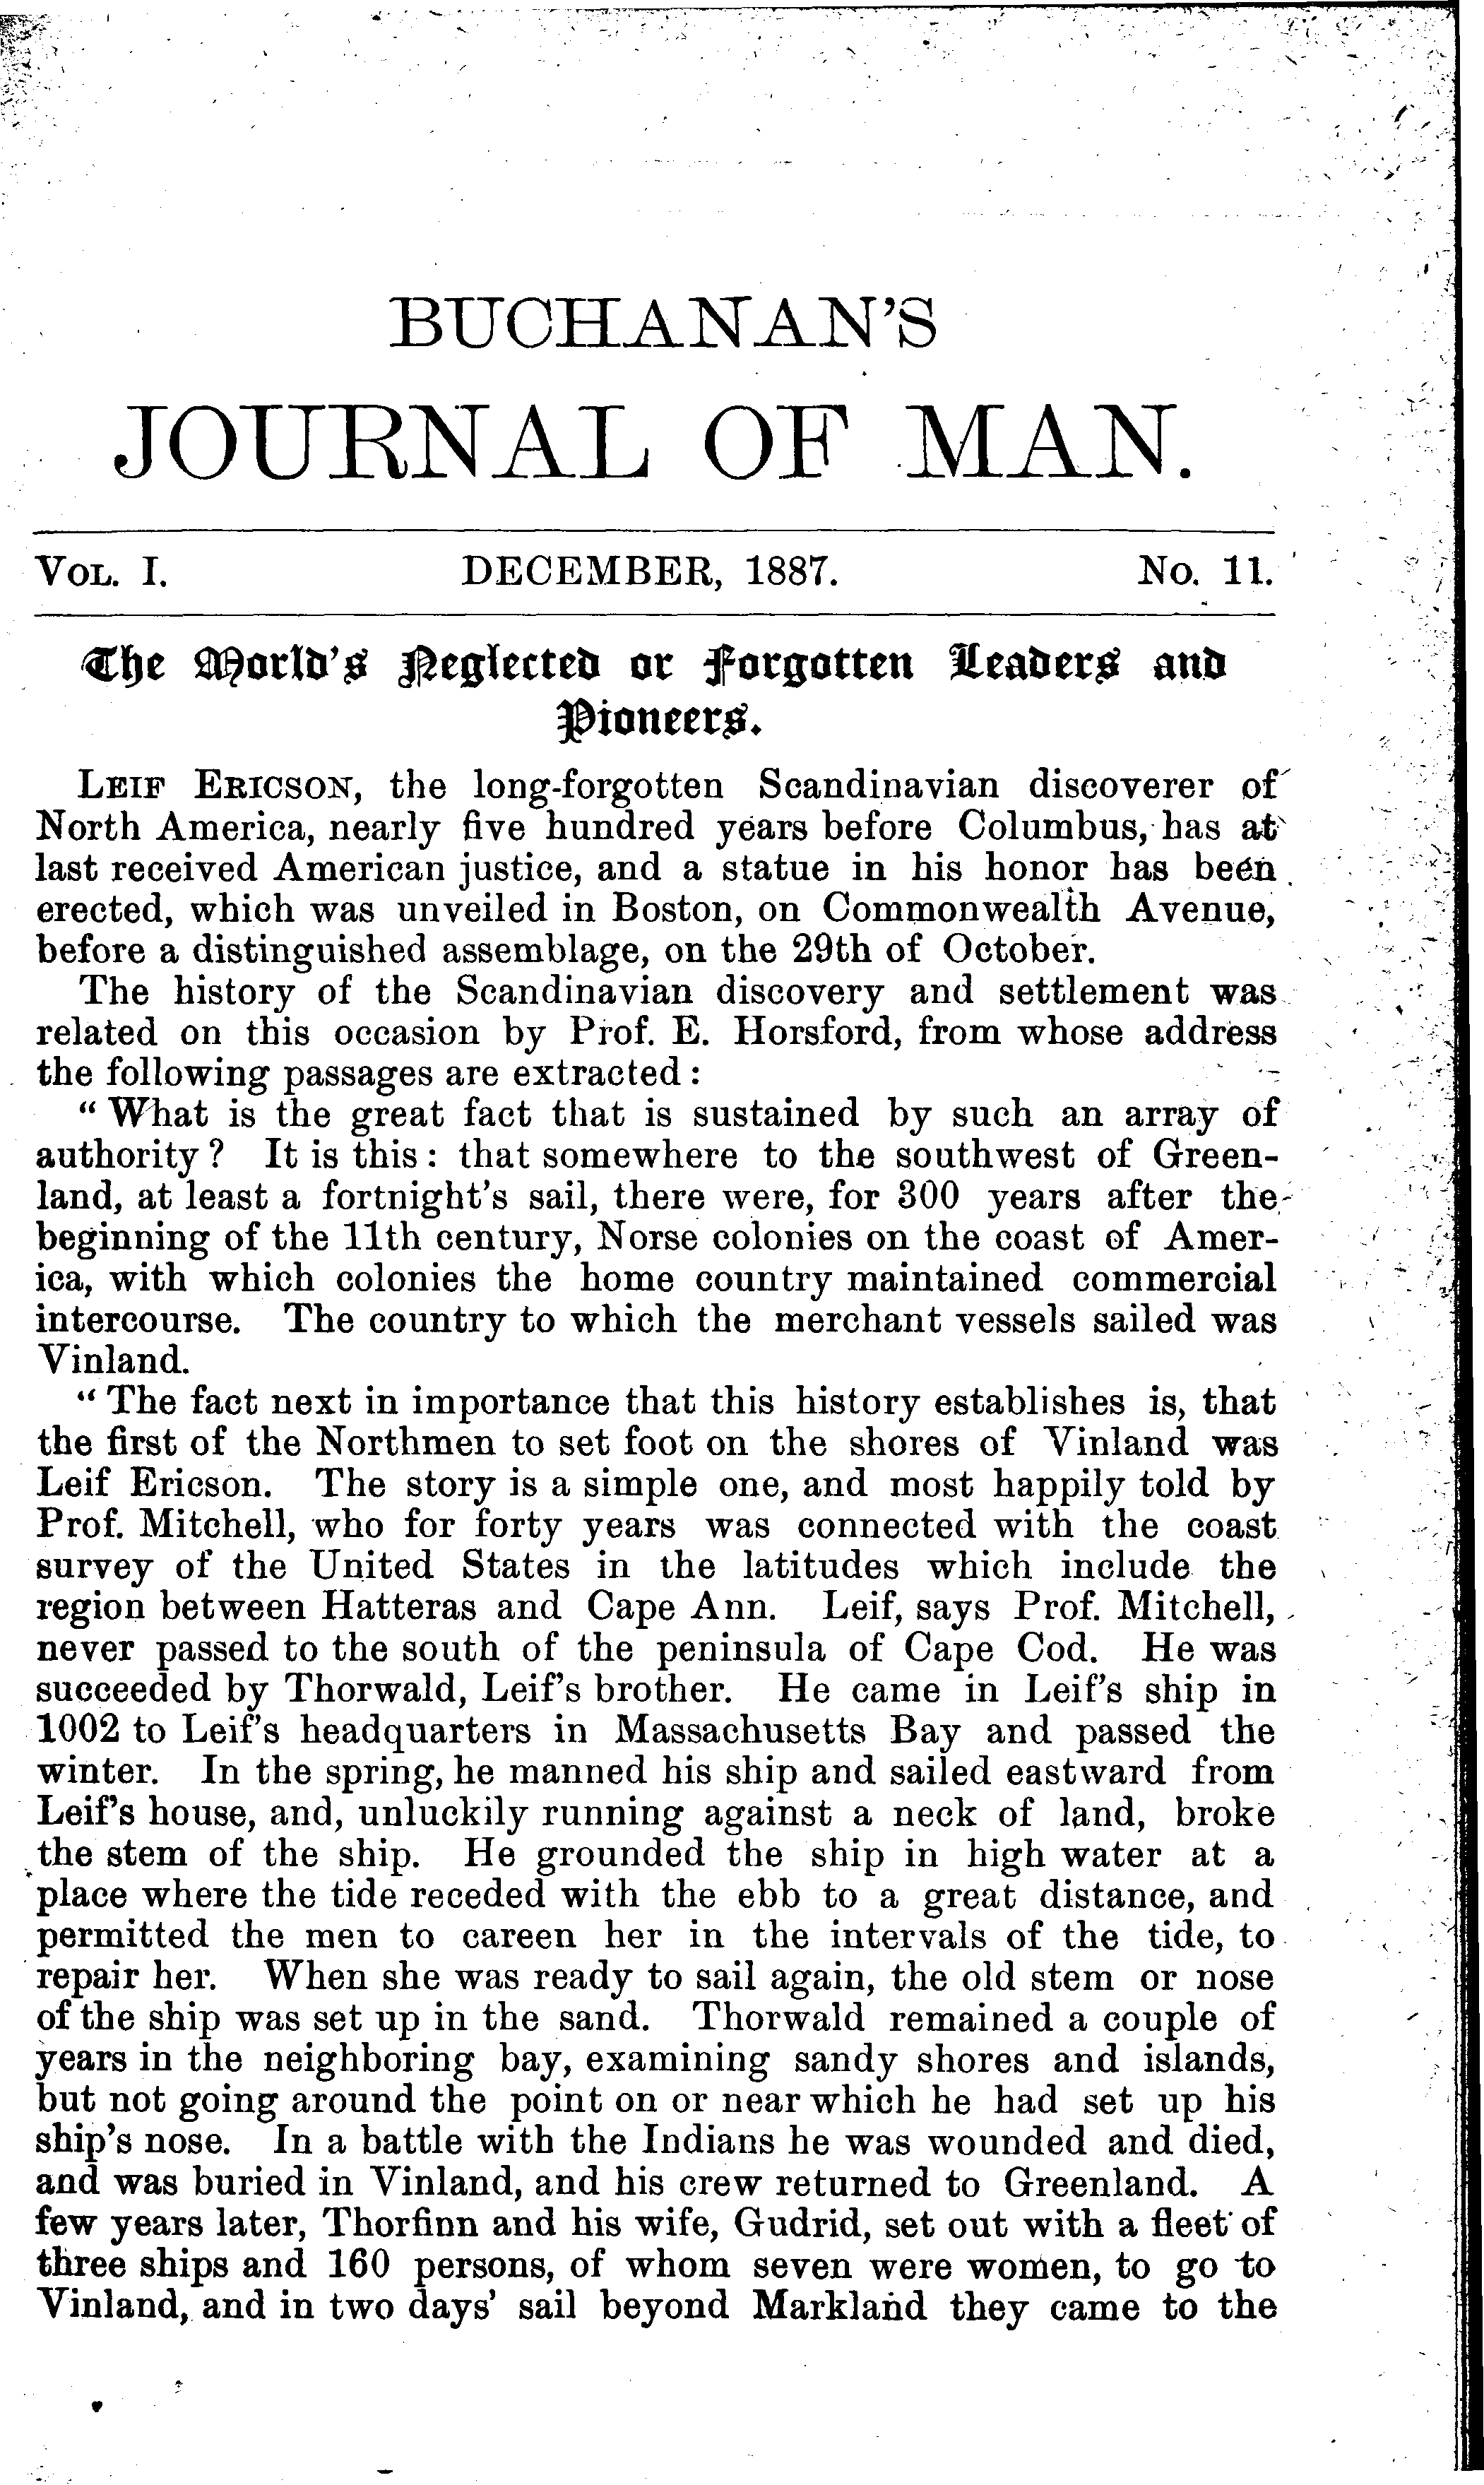 BUCHANAN'S
JOURNAL OF MAN.
VOL. I. DECEMBER, 1887. No. 11.
The World's Neglected or Forgotten Leaders and
Pioneers.
LEIF ERICSON, the long-forgotten Scandinavian discoverer of
North America, nearly five hundred years before Columbus, has at
last received American justice, and a statue in his honor has been
erected, which was unveiled in Boston, on Commonwealth Avenue,
before a distinguished assemblage, on the 29th of October.
The history of the Scandinavian discovery and settlement was
related on this occasion by Prof. E. Horsford, from whose address
the following passages are extracted:
"What is the great fact that is sustained by such an array of
authority? It is this: that somewhere to the southwest of Green-
land, at least a fortnight's sail, there were, for 300 years after the
beginning of the 11th century, Norse colonies on the coast of Amer-
ica, with which colonies the home country maintained commercial
intercourse. The country to which the merchant vessels sailed was
Vinland.
"The fact next in importance that this history establishes is, that
the first of the Northmen to set foot on the shores of Vinland was
Leif Ericson. The story is a simple one, and most happily told by
Prof. Mitchell, who for forty years was connected with the coast
survey of the United States in the latitudes which include the
region between Hatteras and Cape Ann. Leif, says Prof. Mitchell,
never passed to the south of the peninsula of Cape Cod. He was
succeeded by Thorwald, Leif's brother. He came in Leif's ship in
1002 to Leif's headquarters in Massachusetts Bay and passed the
winter. In the spring, he manned his ship and sailed eastward from
Leif's house, and, unluckily running against a neck of land, broke
the stem of the ship. He grounded the ship in high water at a
place where the tide receded with the ebb to a great distance, and
permitted the men to careen her in the intervals of the tide, to
repair her. When she was ready to sail again, the old stem or nose
of the ship was set up in the sand. Thorwald remained a couple of
years in the neighboring bay, examining sandy shores and islands,
but not going around the point on or near which he had set up his
ship's nose. In a battle with the Indians he was wounded and died,
and was buried in Vinland, and his crew returned to Greenland. A
few years later, Thorfinn and his wife, Gudrid, set out with a fleet of
three ships and 160 persons, of whom seven were women, to go to
Vinland, and in two days' sail beyond Markland they came to the